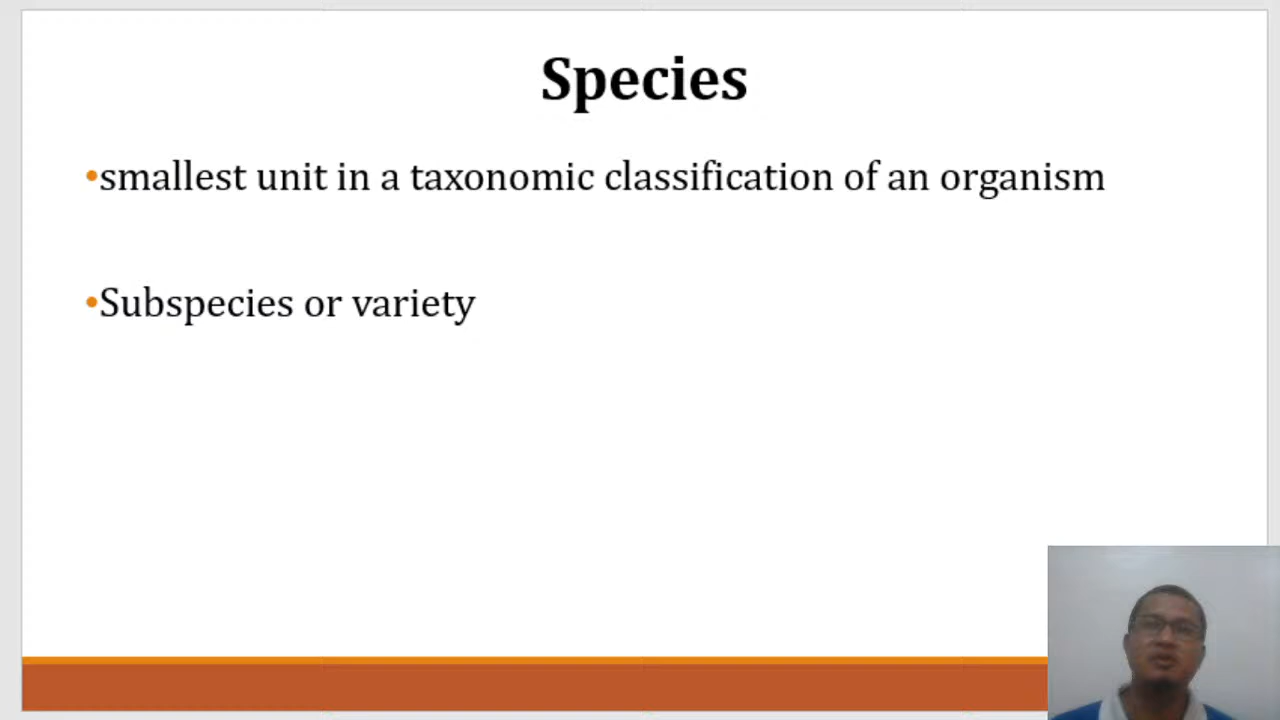 Species
•smallest unit in a taxonomic classification of an organism
•Subspecies or variety